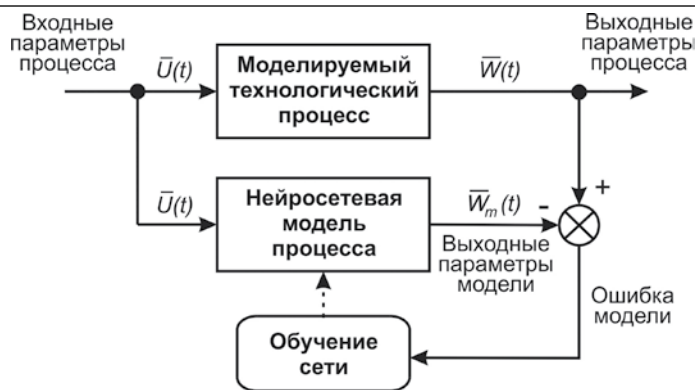 Входные
параметры
процесса
Ū(t)
Моделируемый
технологический
процесс
W̅(t)
Выходные
параметры
процесса
Ū(t)
Нейросетевая
модель
процесса
W̅ₘ(t)
-
+
Выходные
параметры
модели
Ошибка
модели
Обучение
сети